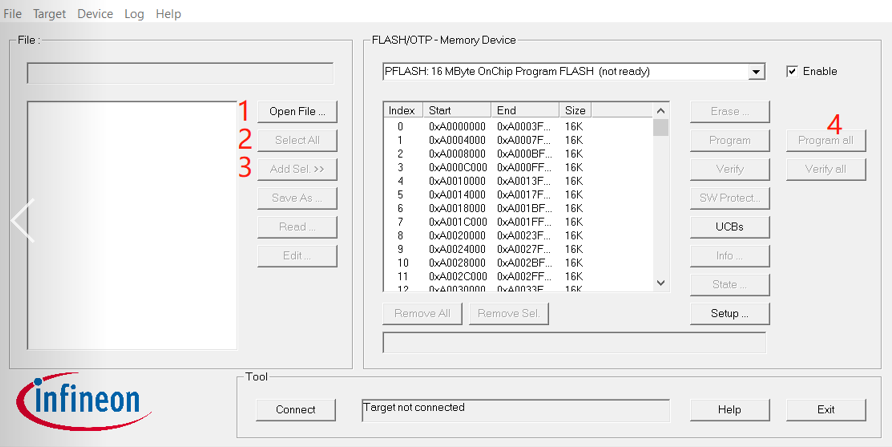 File Target Device Log Help
File :
FLASH/OTP - Memory Device
PFLASH: 16 MByte OnChip Program FLASH (not ready)
Enable
1 Open File ...
2 Select All
3 Add Sel. >>
Save As ...
Read ...
Edit ...
Index Start End Size
0 0xA0000000 0xA0003F... 16K
1 0xA0004000 0xA0007F... 16K
2 0xA0008000 0xA000BF... 16K
3 0xA000C000 0xA000FF... 16K
4 0xA0010000 0xA0013F... 16K
5 0xA0014000 0xA0017F... 16K
6 0xA0018000 0xA001BF... 16K
7 0xA001C000 0xA001FF... 16K
8 0xA0020000 0xA0023F... 16K
9 0xA0024000 0xA0027F... 16K
10 0xA0028000 0xA002BF... 16K
11 0xA002C000 0xA002FF... 16K
12 0xA0030000 0xA0033F... 16K
Erase ...
Program
Verify
SW Protect...
UCBs
Info ...
State ...
Setup ...
4
Program all
Verify all
Remove All Remove Sel.
infineon
Tool
Connect Target not connected Help Exit